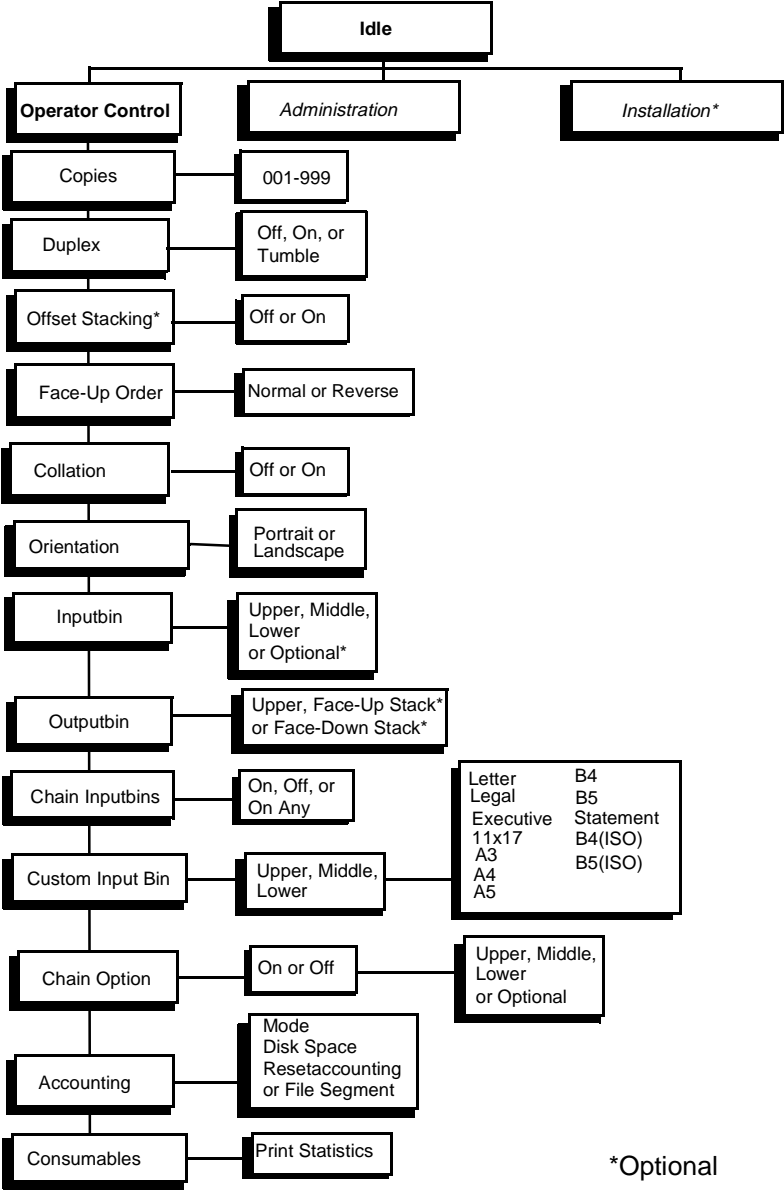 Idle
Operator Control
Administration
Installation*
Copies
001-999
Duplex
Off, On, or
Tumble
Offset Stacking*
Off or On
Face-Up Order
Normal or Reverse
Collation
Off or On
Orientation
Portrait or
Landscape
Inputbin
Upper, Middle,
Lower
or Optional*
Outputbin
Upper, Face-Up Stack*
or Face-Down Stack*
Chain Inputbins
On, Off, or
On Any
Custom Input Bin
Upper, Middle,
Lower
Letter
Legal
Executive
11x17
A3
A4
A5
B4
B5
Statement
B4(ISO)
B5(ISO)
Chain Option
On or Off
Upper, Middle,
Lower
or Optional
Accounting
Mode
Disk Space
Resetaccounting
or File Segment
Consumables
Print Statistics
*Optional